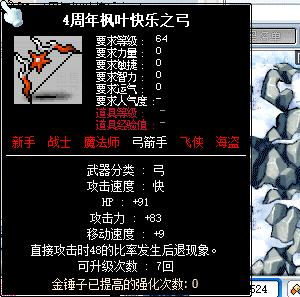 4周年枫叶快乐之弓
要求等级: 64
要求力量: 0
要求敏捷: -
要求智力: 0
要求运气: 0
要求人气度: -
道具等级: -
道具经验值: -
新手 战士 魔法师 弓箭手 飞侠 海盗
武器分类: 弓
攻击速度: 快
HP: +91
攻击力: +83
移动速度: +9
直接攻击时48的比率发生后退现象。
可升级次数: 7回
金锤子已提高的强化次数: 0
524